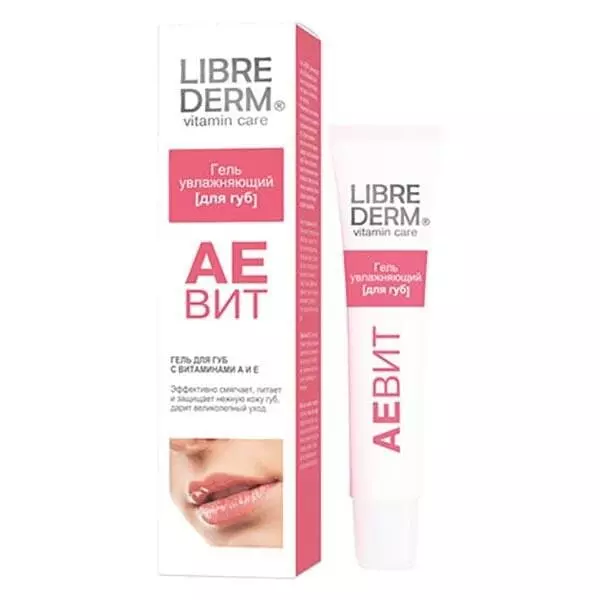 LIBRE
DERM®
vitamin care
Гель
увлажняющий
[для губ]
АЕ
ВИТ
ГЕЛЬ ДЛЯ ГУБ
С ВИТАМИНАМИ А И Е
Эффективно смягчает, питает
и защищает нежную кожу губ,
дарит великолепный уход.
LIBRE
DERM®
vitamin care
Гель
увлажняющий
[для губ]
АЕВИТ